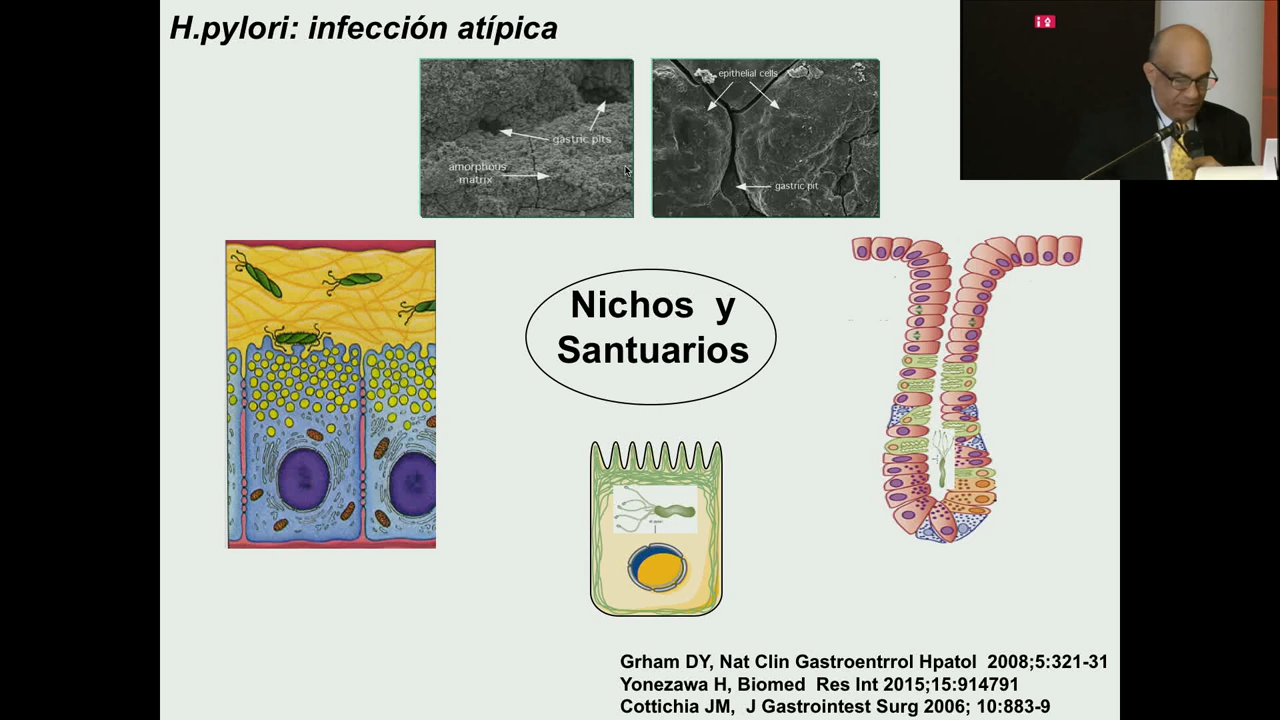 H.pylori: infección atípica
gastric pits
amorphous
matrix
epithelial cells
gastric pit
Nichos y
Santuarios
Grham DY, Nat Clin Gastroentrrol Hpatol 2008;5:321-31
Yonezawa H, Biomed Res Int 2015;15:914791
Cottichia JM, J Gastrointest Surg 2006; 10:883-9